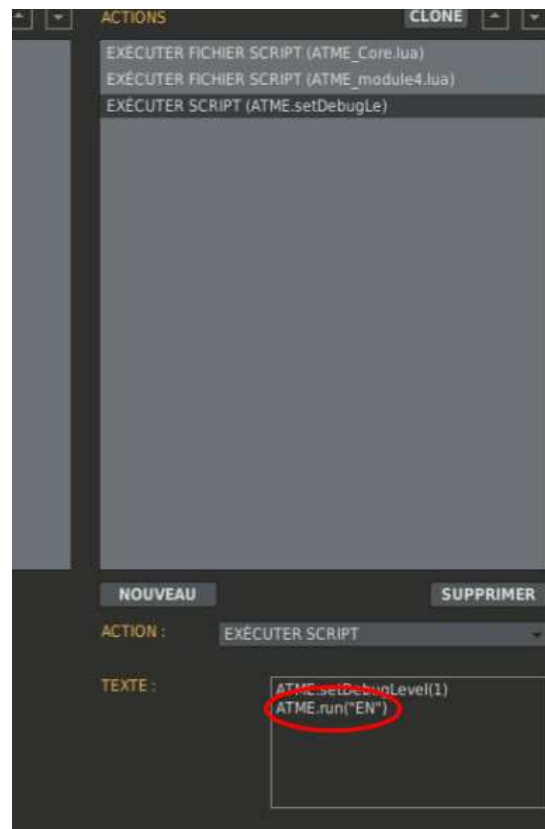 ACTIONS CLONE
EXÉCUTER FICHIER SCRIPT (ATME_Core.lua)
EXÉCUTER FICHIER SCRIPT (ATME_module4.lua)
EXÉCUTER SCRIPT (ATME.setDebugLe)
NOUVEAU SUPPRIMER
ACTION : EXÉCUTER SCRIPT
TEXTE : ATME.setDebugLevel(1)
ATME.run("EN")